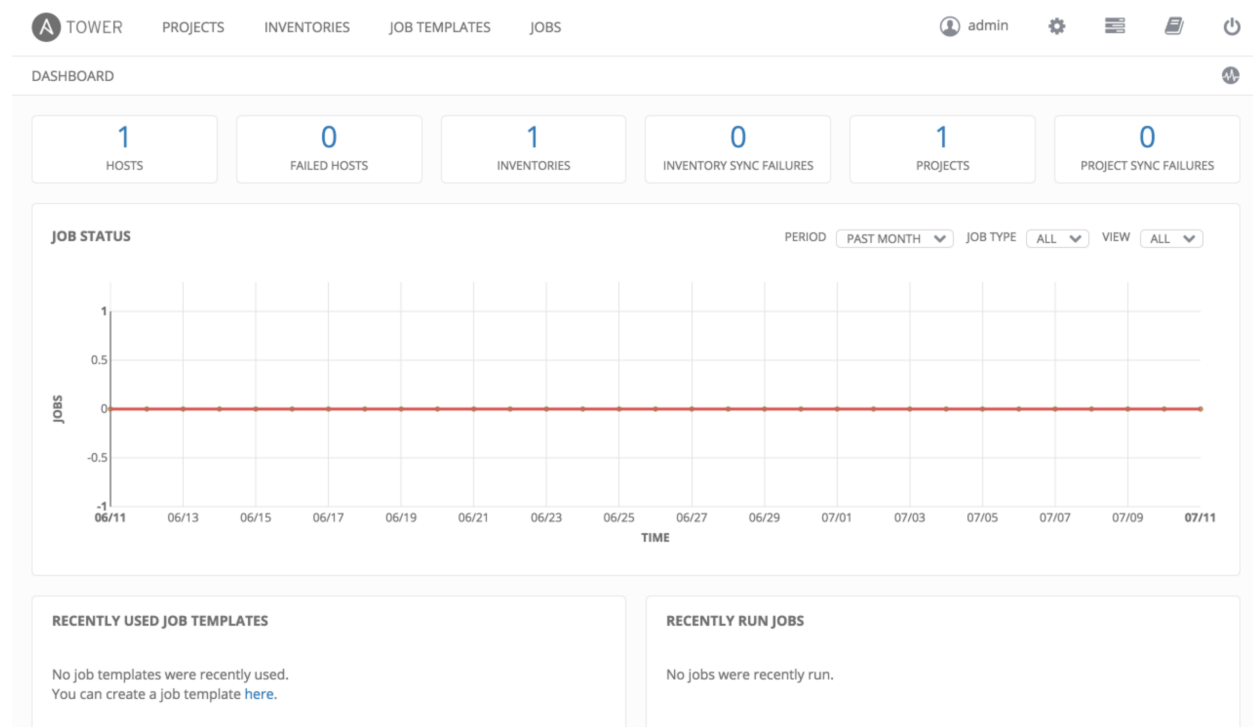 A TOWER PROJECTS INVENTORIES JOB TEMPLATES JOBS admin
DASHBOARD
1 0 1 0 1 0
HOSTS FAILED HOSTS INVENTORIES INVENTORY SYNC FAILURES PROJECTS PROJECT SYNC FAILURES
JOB STATUS PERIOD PAST MONTH JOB TYPE ALL VIEW ALL
1
0.5
0
-0.5
-1
JOBS
06/11 06/13 06/15 06/17 06/19 06/21 06/23 06/25 06/27 06/29 07/01 07/03 07/05 07/07 07/09 07/11
TIME
RECENTLY USED JOB TEMPLATES
No job templates were recently used.
You can create a job template here.
RECENTLY RUN JOBS
No jobs were recently run.